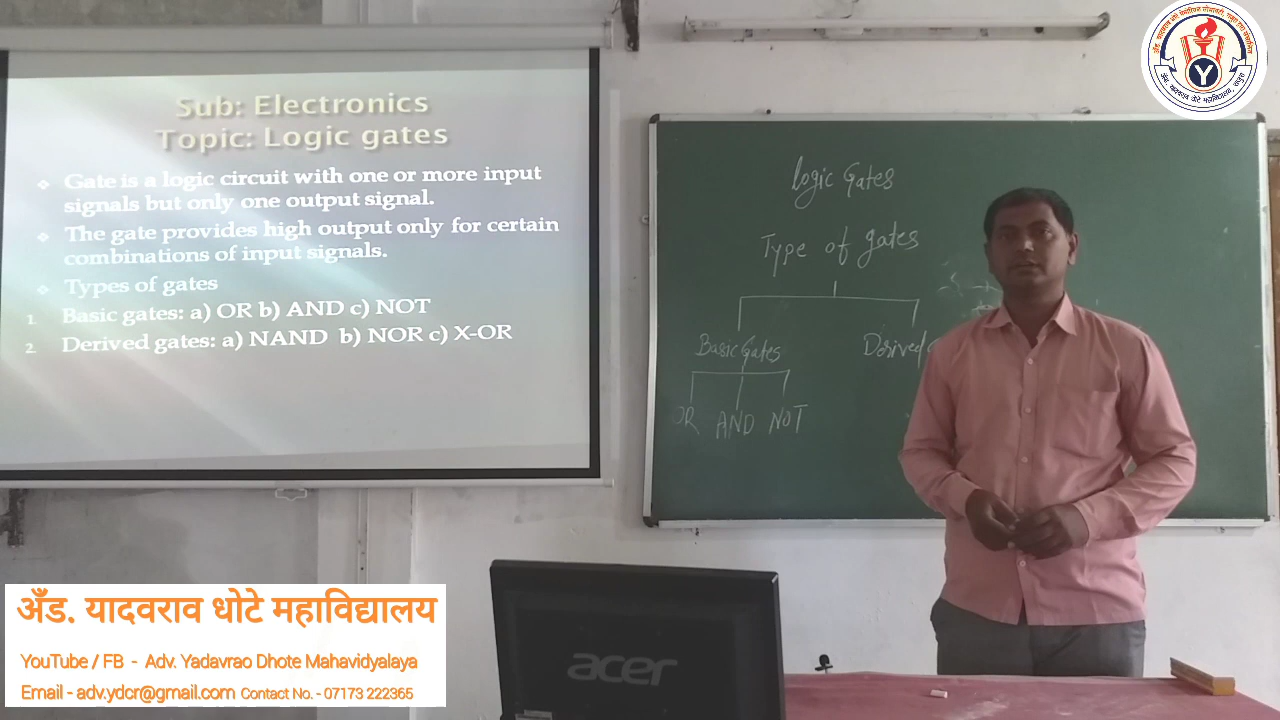 Sub: Electronics
Topic: Logic gates
Gate is a logic circuit with one or more input
signals but only one output signal.
The gate provides high output only for certain
combinations of input signals.
Types of gates
1. Basic gates: a) OR b) AND c) NOT
2. Derived gates: a) NAND b) NOR c) X-OR
Logic Gates
Type of gates
Basic Gates Derived
OR AND NOT
acer
Y
अँड. यादवराव धोटे महाविद्यालय
YouTube / FB - Adv. Yadavrao Dhote Mahavidyalaya
Email - adv.ydcr@gmail.com Contact No. - 07173 222365